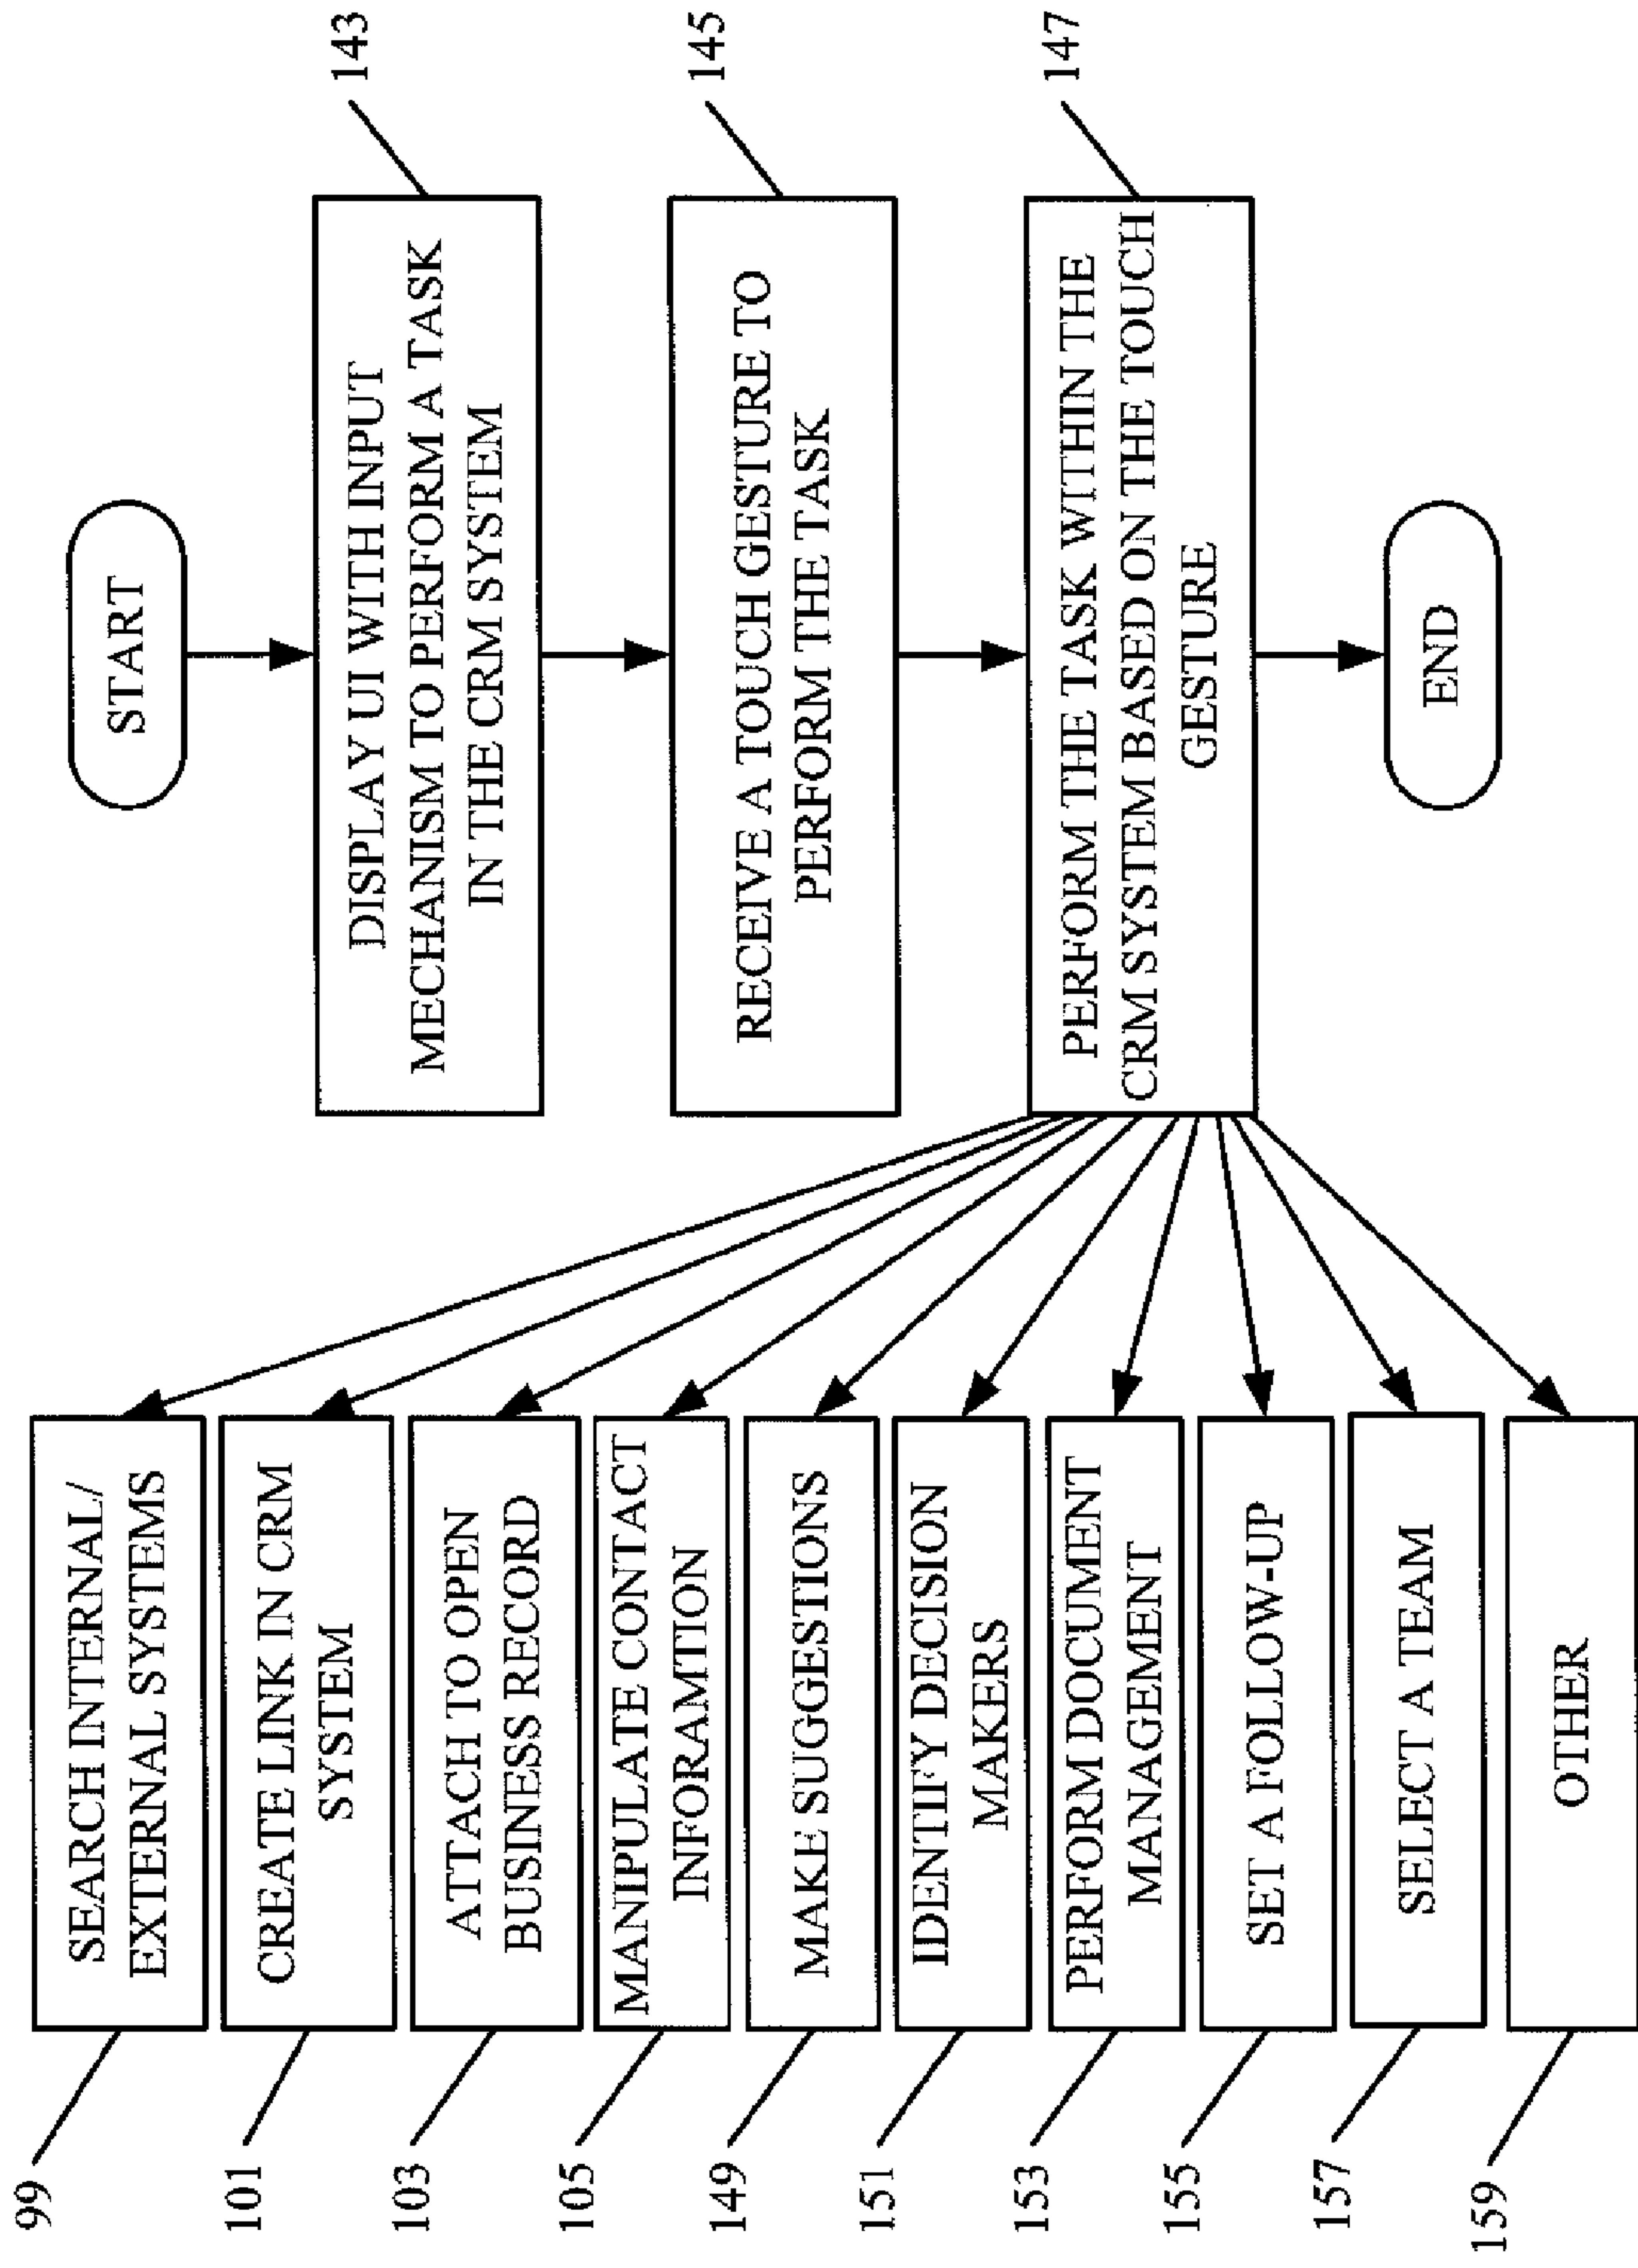 START
DISPLAY UI WITH INPUT
MECHANISM TO PERFORM A TASK
IN THE CRM SYSTEM
143
RECEIVE A TOUCH GESTURE TO
PERFORM THE TASK
145
PERFORM THE TASK WITHIN THE
CRM SYSTEM BASED ON THE TOUCH
GESTURE
147
END
99
SEARCH INTERNAL/
EXTERNAL SYSTEMS
101
CREATE LINK IN CRM
SYSTEM
103
ATTACH TO OPEN
BUSINESS RECORD
105
MANIPULATE CONTACT
INFORAMTION
149
MAKE SUGGESTIONS
151
IDENTIFY DECISION
MAKERS
153
PERFORM DOCUMENT
MANAGEMENT
155
SET A FOLLOW-UP
157
SELECT A TEAM
159
OTHER